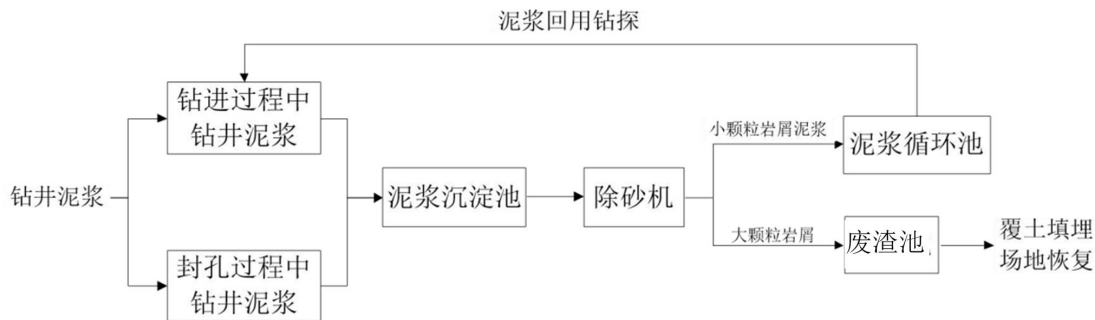 泥浆回用钻探
钻进过程中
钻井泥浆
小颗粒岩屑泥浆
泥浆循环池
钻井泥浆
泥浆沉淀池
除砂机
大颗粒岩屑
废渣池
覆土填埋
场地恢复
封孔过程中
钻井泥浆